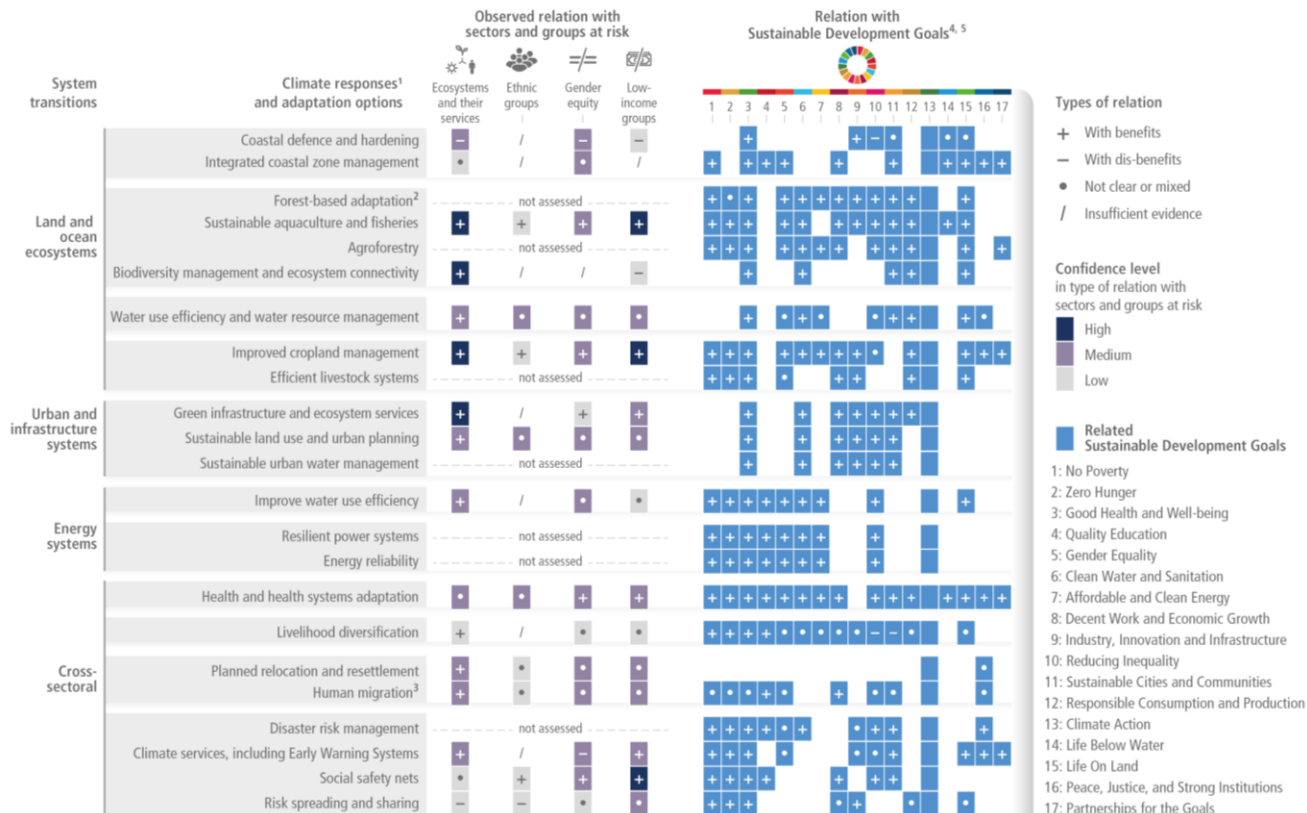 Observed relation with
sectors and groups at risk
Relation with
Sustainable Development Goals4, 5
System
transitions
Climate responses1
and adaptation options
Ecosystems
and their
services
Ethnic
groups
Gender
equity
Low-
income
groups
1 2 3 4 5 6 7 8 9 10 11 12 13 14 15 16 17
Land and
ocean
ecosystems
Coastal defence and hardening − / − − + + − + • •
Integrated coastal zone management • / • / + + + + + + + + + +
Forest-based adaptation2 not assessed + • + + + + + + + + + +
Sustainable aquaculture and fisheries + + + + + + + + + + + + + + + +
Agroforestry not assessed + + + + + + + + + + + +
Biodiversity management and ecosystem connectivity + / / − + + + + +
Water use efficiency and water resource management + • • • + • + + • + + + •
Improved cropland management + + + + + + + + + + + + • + + + +
Efficient livestock systems not assessed + + + • + + + +
Urban and
infrastructure
systems
Green infrastructure and ecosystem services + / + + + + + + + + +
Sustainable land use and urban planning + • • • + + + + + +
Sustainable urban water management not assessed + + + + + +
Energy
systems
Improve water use efficiency + / • • + + + + + + + + +
Resilient power systems not assessed + + + + + + + +
Energy reliability not assessed + + + + + + + +
Cross-
sectoral
Health and health systems adaptation • • + + + + + + + + + + + + + + + + +
Livelihood diversification + / • • + + + + • • • • • − − • •
Planned relocation and resettlement + • • • •
Human migration3 + • • • • • • + • + • • •
Disaster risk management not assessed + + + + • + • + + +
Climate services, including Early Warning Systems + / − + + + + • • • + + + +
Social safety nets • + + + + + + + + + +
Risk spreading and sharing − − • • + + + • + • •
Types of relation
+ With benefits
− With dis-benefits
• Not clear or mixed
/ Insufficient evidence
Confidence level
in type of relation with
sectors and groups at risk
High
Medium
Low
Related
Sustainable Development Goals
1: No Poverty
2: Zero Hunger
3: Good Health and Well-being
4: Quality Education
5: Gender Equality
6: Clean Water and Sanitation
7: Affordable and Clean Energy
8: Decent Work and Economic Growth
9: Industry, Innovation and Infrastructure
10: Reducing Inequality
11: Sustainable Cities and Communities
12: Responsible Consumption and Production
13: Climate Action
14: Life Below Water
15: Life On Land
16: Peace, Justice, and Strong Institutions
17: Partnerships for the Goals